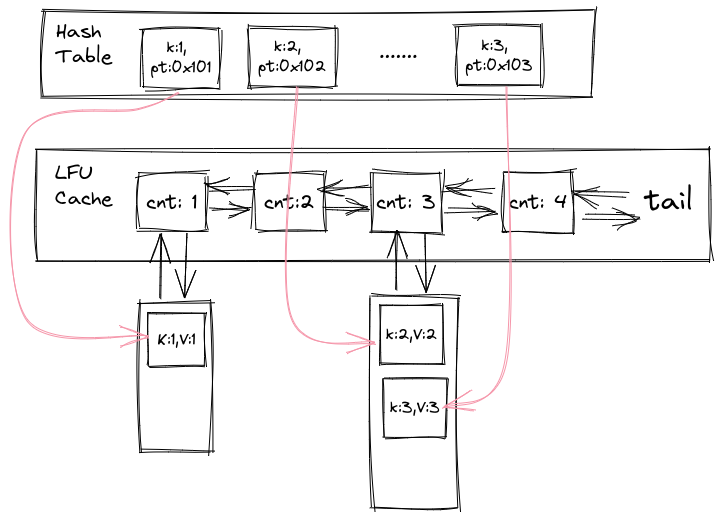 Hash
Table
k:1,
pt:0x101
k:2,
pt:0x102
.......
k:3,
pt:0x103
LFU
Cache
cnt: 1
cnt:2
cnt: 3
cnt: 4
tail
K:1,V:1
k:2,V:2
k:3,V:3